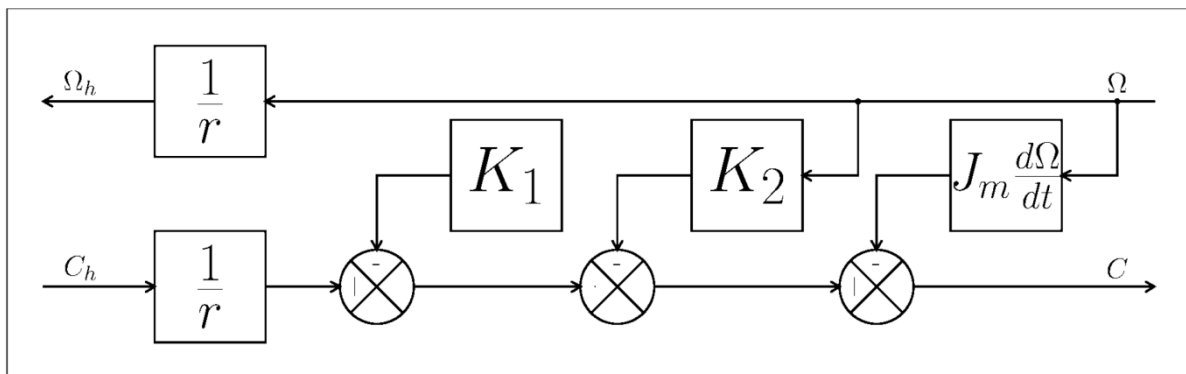 Ω_h
1/r
Ω
K_1
K_2
J_m dΩ/dt
C_h
1/r
-
-
-
C